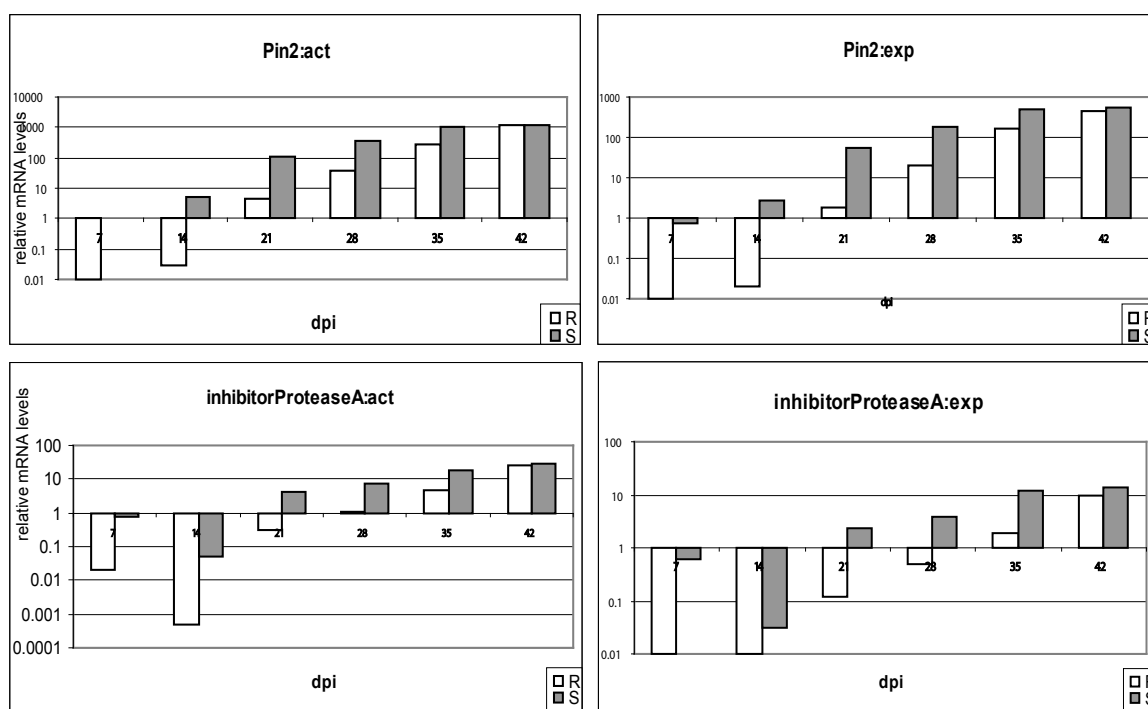 Pin2:act
relative mRNA levels
10000
1000
100
10
1
0.1
0.01
7 14 21 28 35 42
dpi
R
S
Pin2:exp
1000
100
10
1
0.1
0.01
7 14 21 28 35 42
dpi
S
inhibitorProteaseA:act
relative mRNA levels
100
10
1
0.1
0.01
0.001
0.0001
7 14 21 28 35 42
dpi
R
S
inhibitorProteaseA:exp
100
10
1
0.1
0.01
7 14 21 28 35 42
dpi
S